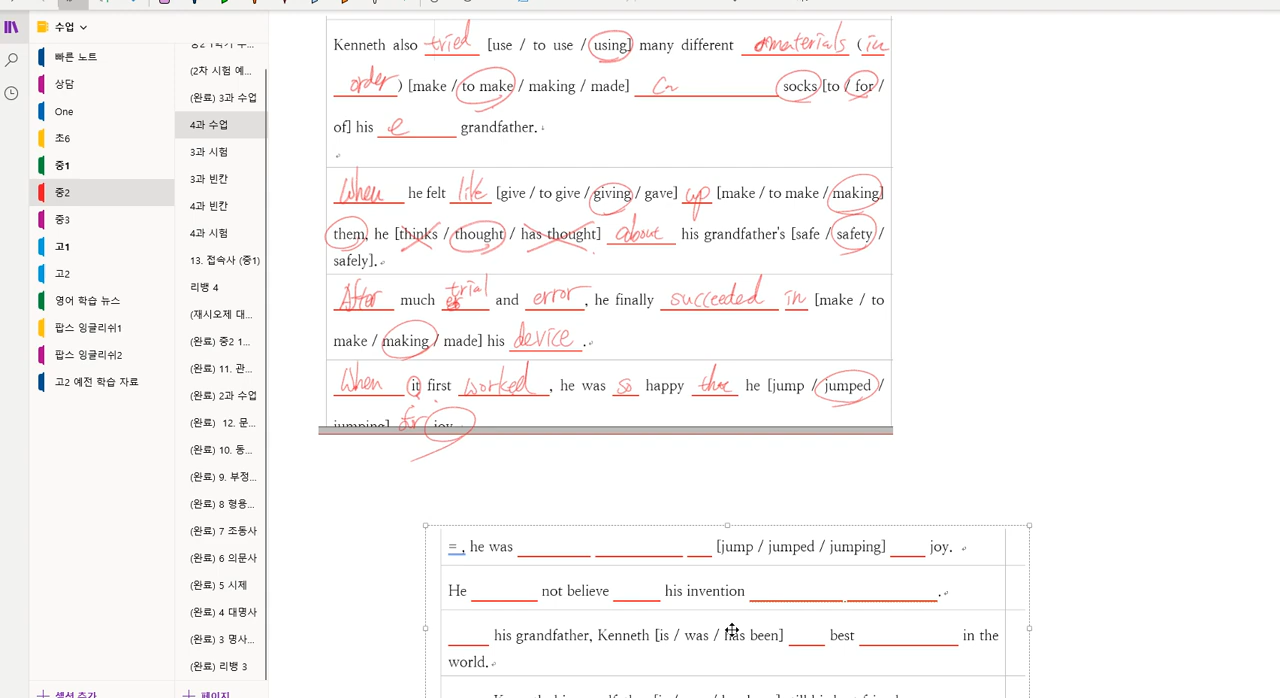 수업
빠른 노트
상담
One
초6
중1
중2
중3
고1
고2
영어 학습 뉴스
팝스 잉글리쉬1
팝스 잉글리쉬2
고2 예전 학습 자료
섹션 추가
(2차 시험 예...
(완료) 3과 수업
4과 수업
3과 시험
3과 빈칸
4과 빈칸
4과 시험
13. 접속사 (중1)
리뱅 4
(재시오제 대...
(완료) 중2 1...
(완료) 11. 관...
(완료) 2과 수업
(완료) 12. 문...
(완료) 10. 동...
(완료) 9. 부정...
(완료) 8 형용...
(완료) 7 조동사
(완료) 6 의문사
(완료) 5 시제
(완료) 4 대명사
(완료) 3 명사...
(완료) 리뱅 3
페이지
Kenneth also tried [use / to use / using] many different materials (in
order) [make / to make / making / made] socks [to / for /
of] his e grandfather.
When he felt like [give / to give / giving / gave] up [make / to make / making]
them, he [thinks / thought / has thought] about his grandfather's [safe / safety /
safely].
After much trial and error, he finally succeeded in [make / to
make / making / made] his device.
When it first worked, he was so happy he [jump / jumped /
jumping] for joy.
= , he was [jump / jumped / jumping] joy.
He not believe his invention .
his grandfather, Kenneth [is / was / has been] best in the
world.